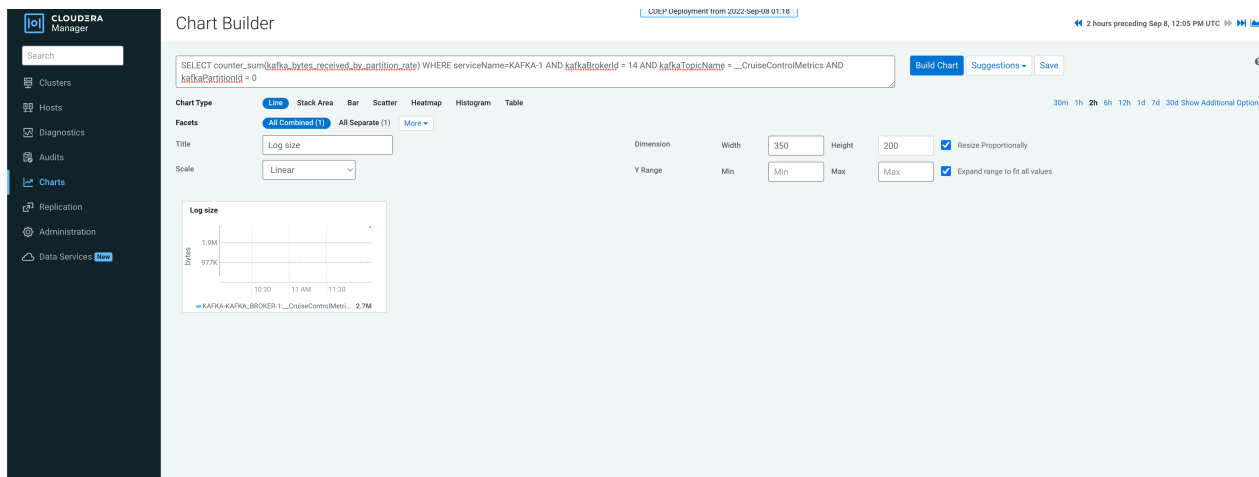 CLOUDERA
Manager
Search
Clusters
Hosts
Diagnostics
Audits
Charts
Replication
Administration
Data Services New
CDEP Deployment from 2022-Sep-08 01:18
Chart Builder
2 hours preceding Sep 8, 12:05 PM UTC
SELECT counter_sum(kafka_bytes_received_by_partition_rate) WHERE serviceName=KAFKA-1 AND kafkaBrokerId = 14 AND kafkaTopicName = __CruiseControlMetrics AND
kafkaPartitionId = 0
Build Chart Suggestions Save
Chart Type Line Stack Area Bar Scatter Heatmap Histogram Table
30m 1h 2h 6h 12h 1d 7d 30d Show Additional Option
Facets All Combined (1) All Separate (1) More
Title Log size Dimension Width 350 Height 200 Resize Proportionally
Scale Linear Y Range Min Min Max Max Expand range to fit all values
Log size
bytes
1.9M
977K
10:30 11 AM 11:30
KAFKA-KAFKA_BROKER-1:__CruiseControlMetri... 2.7M